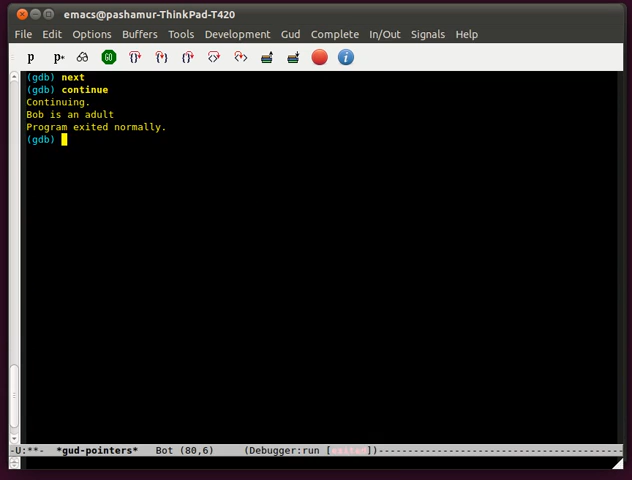 emacs@pashamur-ThinkPad-T420
File Edit Options Buffers Tools Development Gud Complete In/Out Signals Help
p p* GO {} {} {} <> <> i
(gdb) next
(gdb) continue
Continuing.
Bob is an adult
Program exited normally.
(gdb)
-U:**- *gud-pointers* Bot (80,6) (Debugger:run [exited])